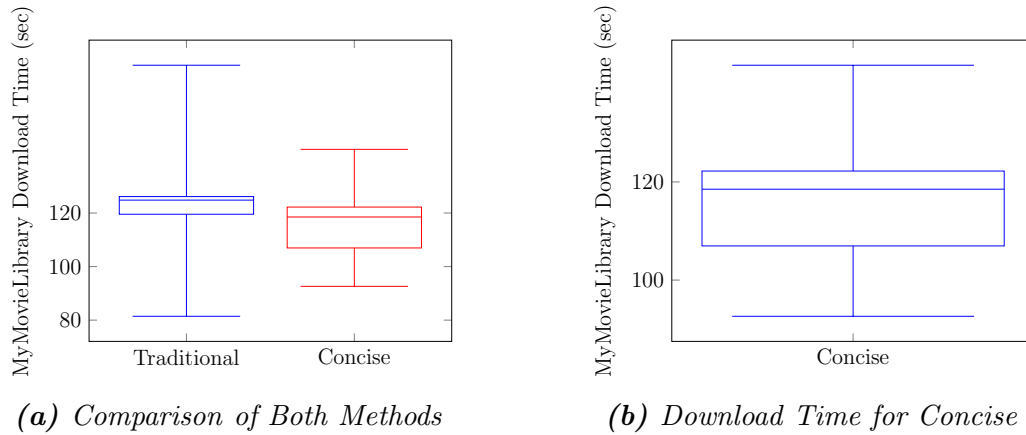 MyMovieLibrary Download Time (sec)
120
100
80
Traditional
Concise
(a) Comparison of Both Methods
MyMovieLibrary Download Time (sec)
120
100
Concise
(b) Download Time for Concise